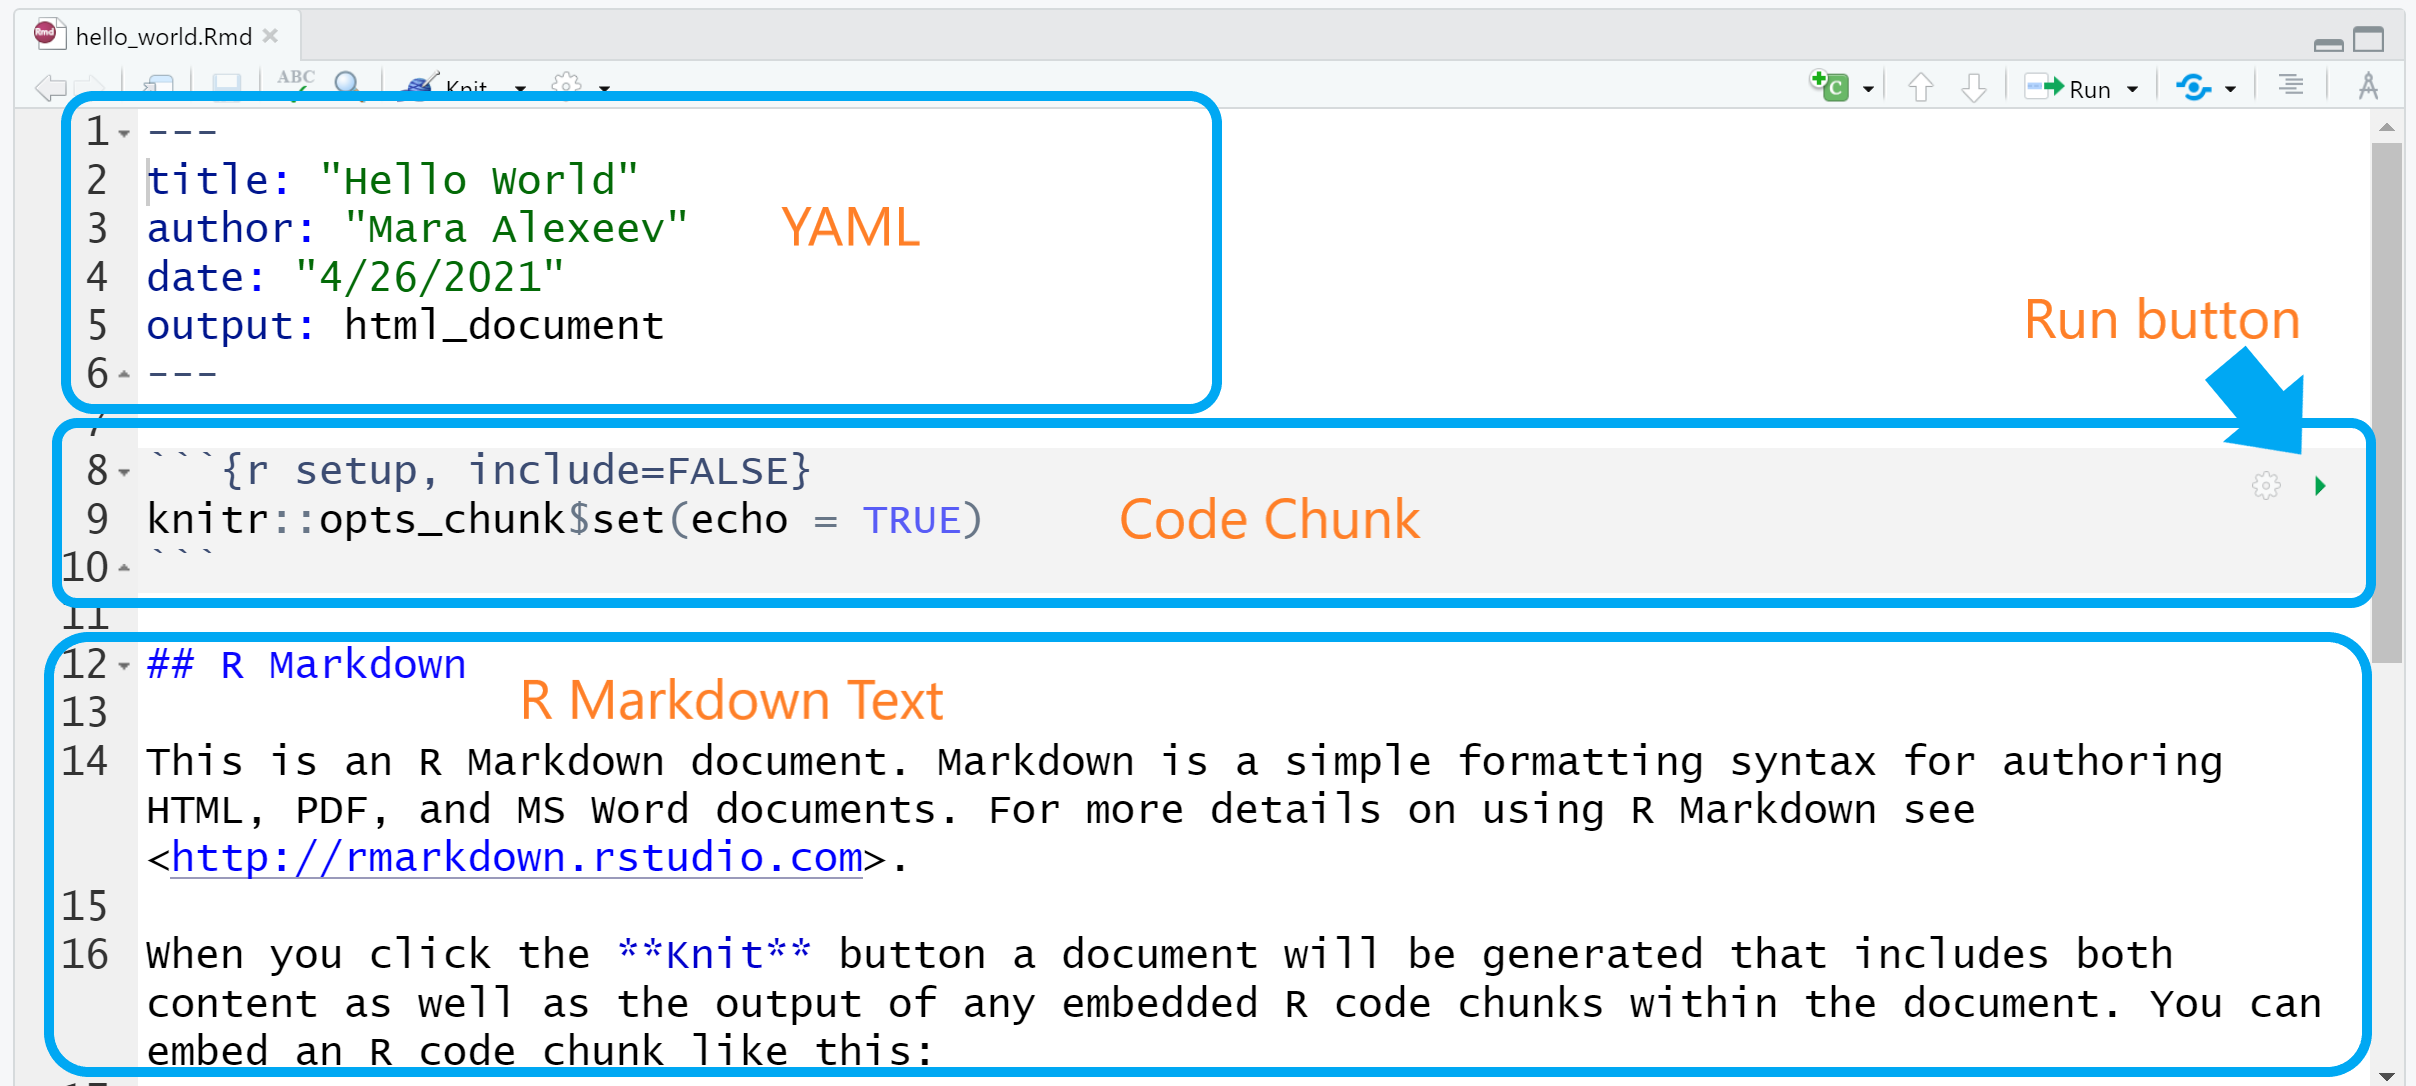 hello_world.Rmd
ABC
Knit
Run
1 ---
2 title: "Hello World"
3 author: "Mara Alexeev"
YAML
4 date: "4/26/2021"
5 output: html_document
Run button
6 ---
7
8 ```{r setup, include=FALSE}
9 knitr::opts_chunk$set(echo = TRUE)
Code Chunk
10 ```
11
12 ## R Markdown
R Markdown Text
13
14 This is an R Markdown document. Markdown is a simple formatting syntax for authoring
HTML, PDF, and MS Word documents. For more details on using R Markdown see
<http://rmarkdown.rstudio.com>.
15
16 When you click the **Knit** button a document will be generated that includes both
content as well as the output of any embedded R code chunks within the document. You can
embed an R code chunk like this: